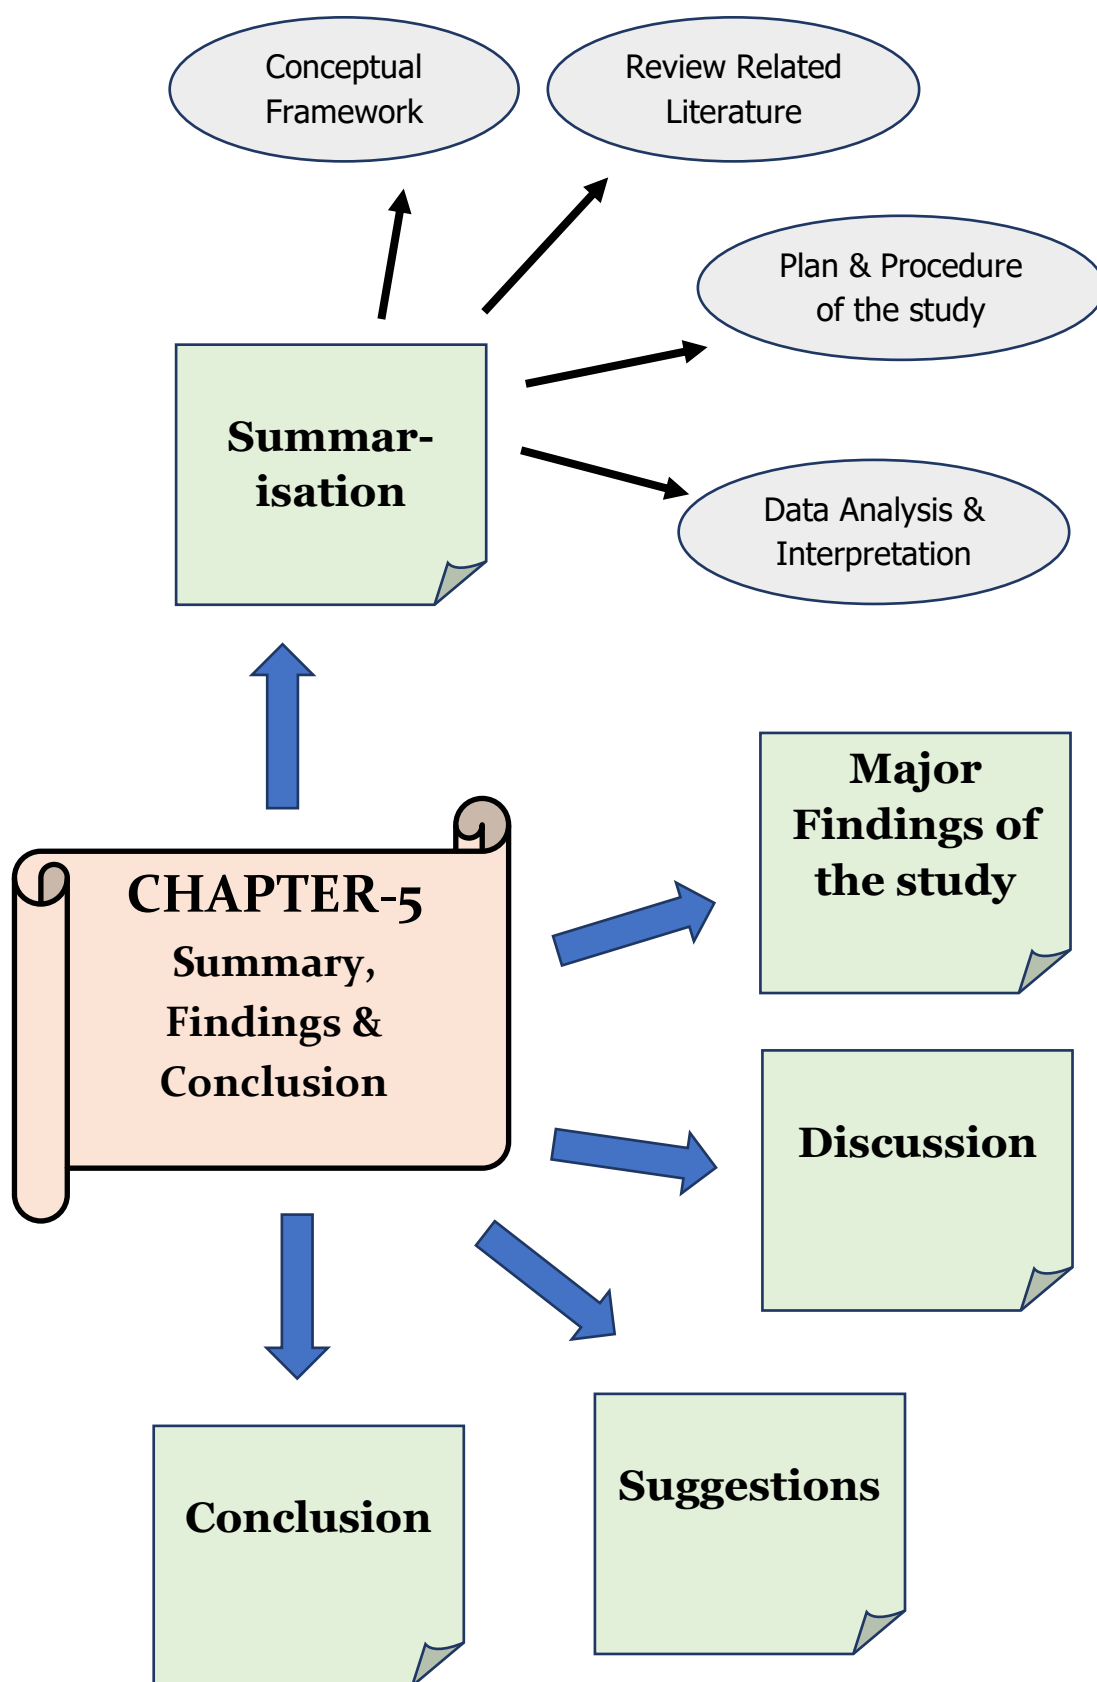 Conceptual
Framework
Review Related
Literature
Plan & Procedure
of the study
Summar-
isation
Data Analysis &
Interpretation
Major
Findings of
the study
CHAPTER-5
Summary,
Findings &
Conclusion
Discussion
Suggestions
Conclusion